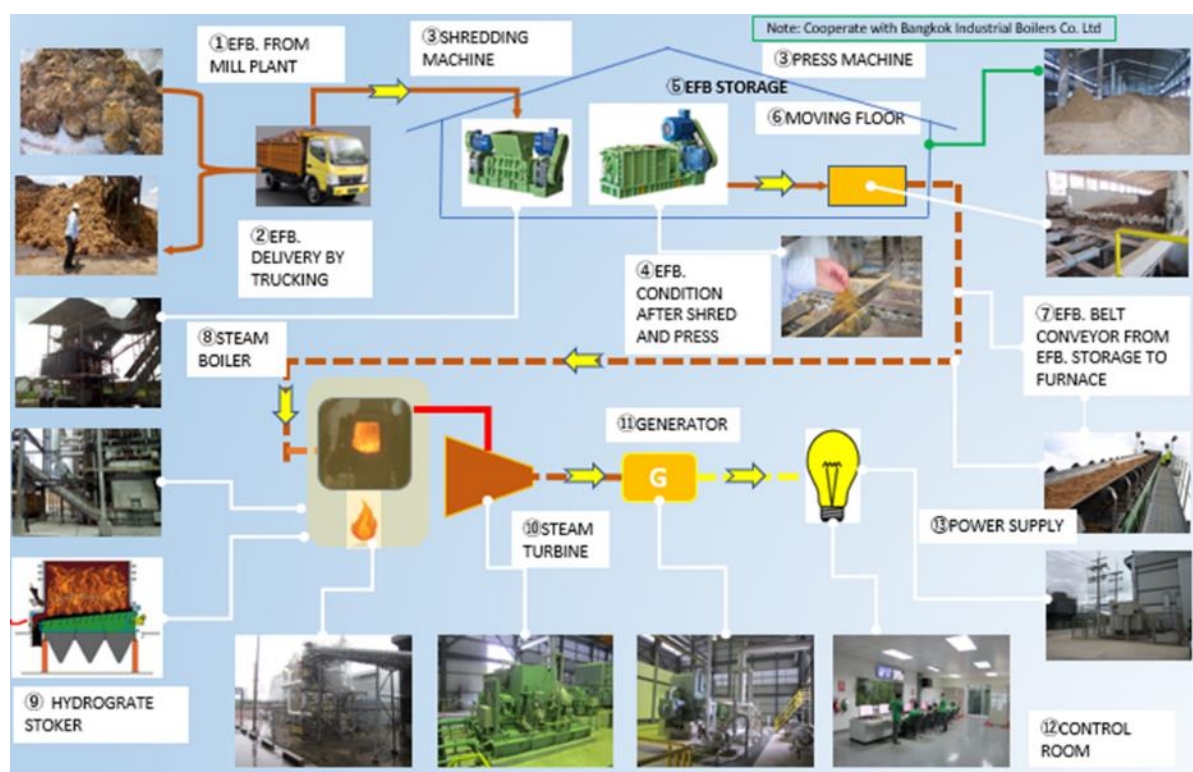 Note: Cooperate with Bangkok Industrial Boilers Co. Ltd
①EFB. FROM
MILL PLANT
③SHREDDING
MACHINE
③PRESS MACHINE
⑤EFB STORAGE
⑥MOVING FLOOR
②EFB.
DELIVERY BY
TRUCKING
④EFB.
CONDITION
AFTER SHRED
AND PRESS
⑦EFB. BELT
CONVEYOR FROM
EFB. STORAGE TO
FURNACE
⑧STEAM
BOILER
⑪GENERATOR
G
⑩STEAM
TURBINE
⑬POWER SUPPLY
⑨ HYDROGRATE
STOKER
⑫CONTROL
ROOM